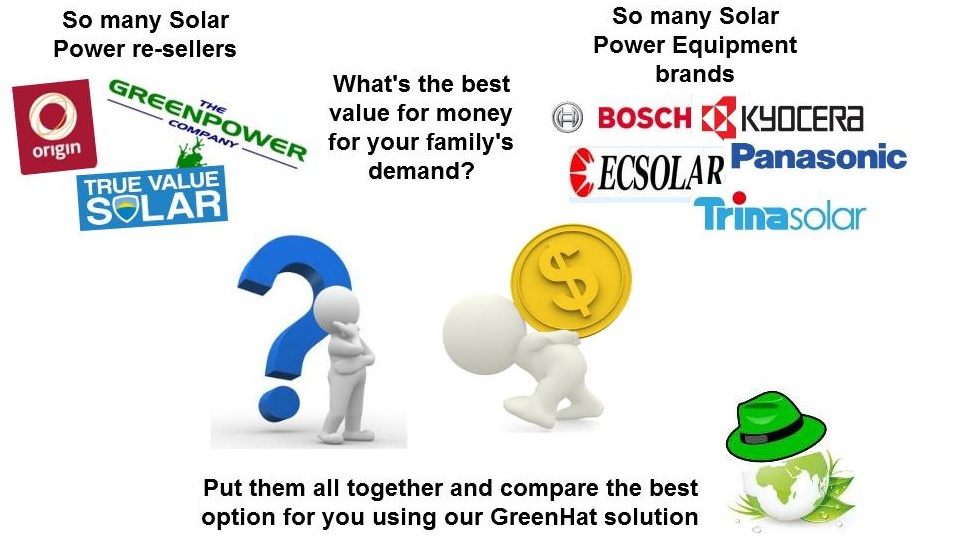 So many Solar
Power re-sellers
origin
THE
GREENPOWER
COMPANY
TRUE VALUE
SOLAR
What's the best
value for money
for your family's
demand?
So many Solar
Power Equipment
brands
BOSCH
KYOCERA
ECSOLAR
Panasonic
Trinasolar
$
Put them all together and compare the best
option for you using our GreenHat solution